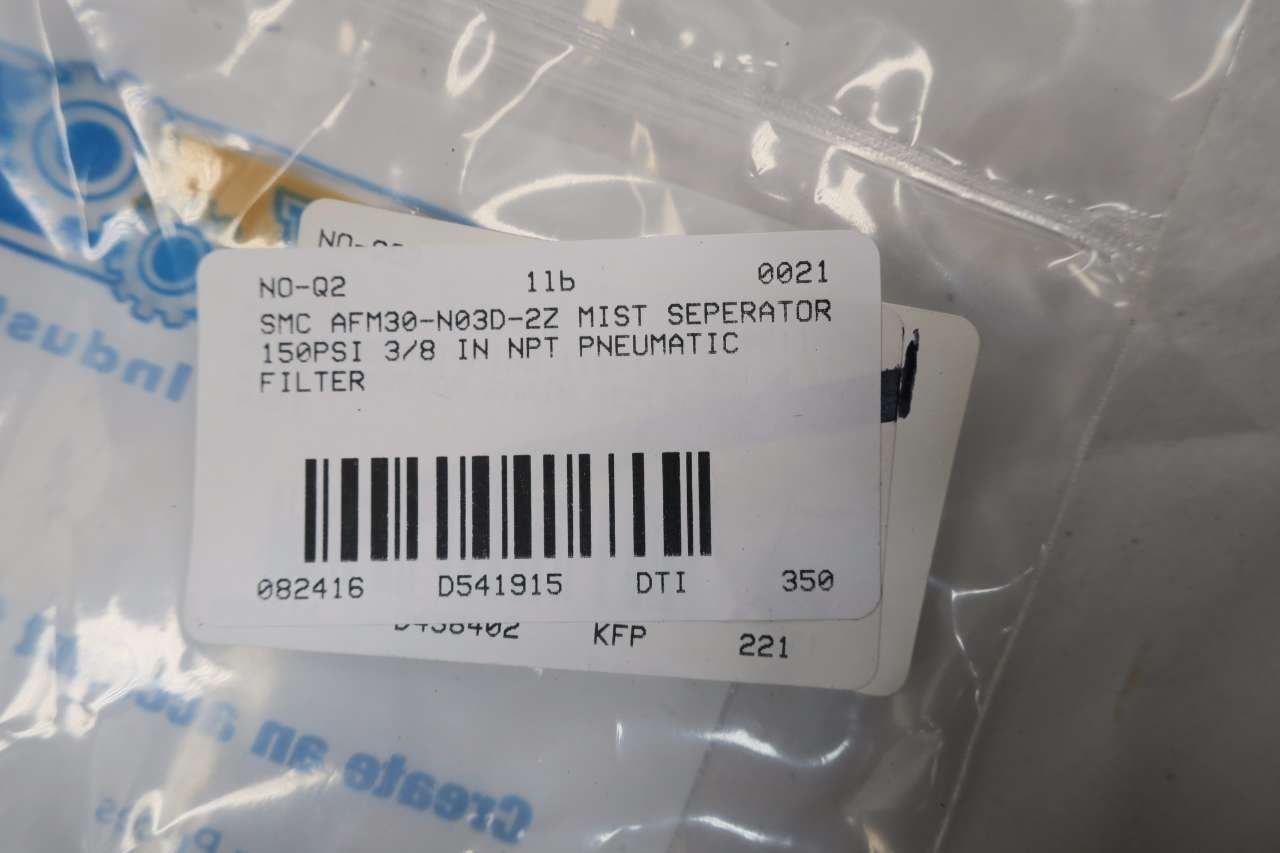 NO-Q2 1lb 0021
SMC AFM30-N03D-2Z MIST SEPERATOR
150PSI 3/8 IN NPT PNEUMATIC
FILTER
082416 D541915 DTI 350
KFP 221
Indust
Create an